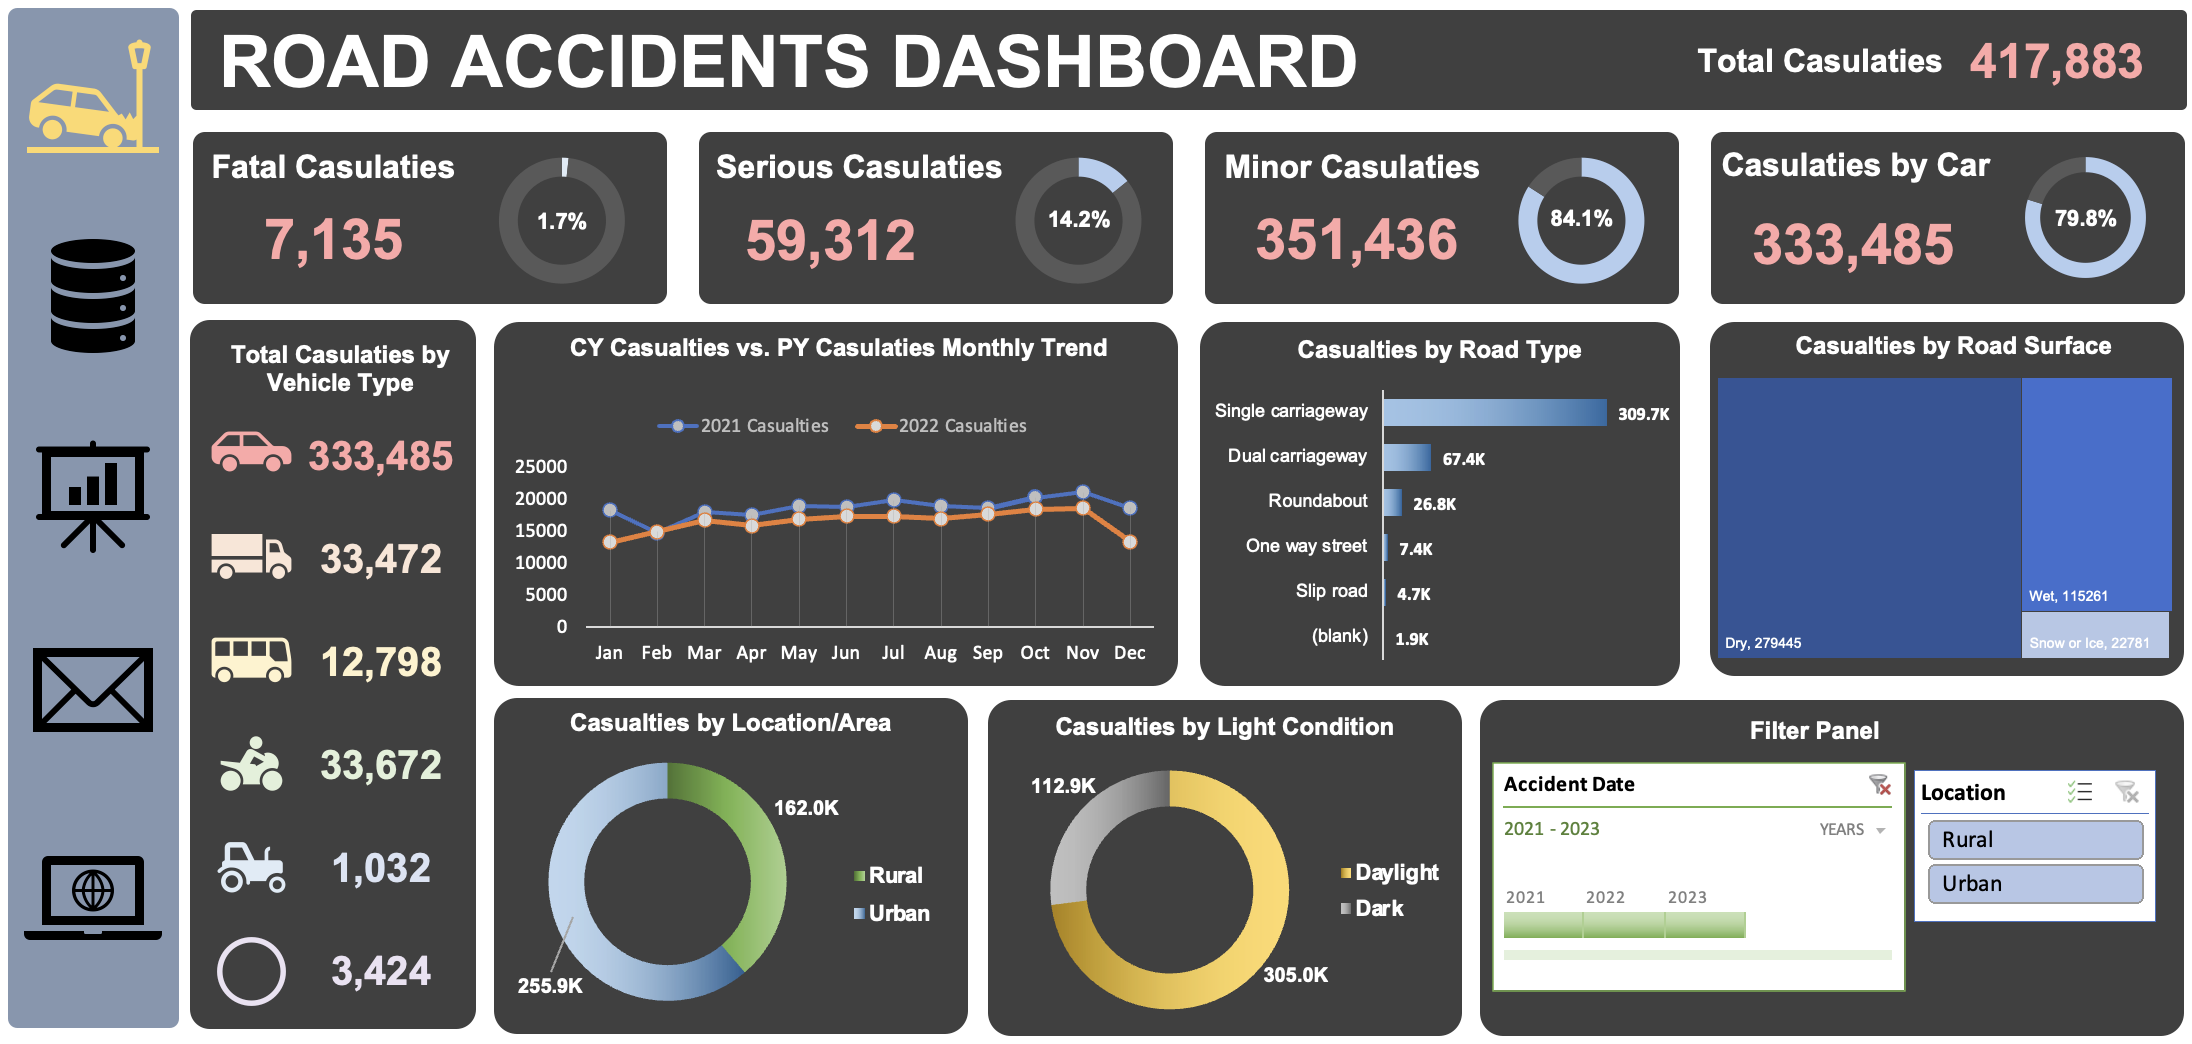 ROAD ACCIDENTS DASHBOARD
Total Casulaties 417,883
Fatal Casulaties
7,135
1.7%
Serious Casulaties
59,312
14.2%
Minor Casulaties
351,436
84.1%
Casulaties by Car
333,485
79.8%
Total Casulaties by
Vehicle Type
333,485
33,472
12,798
33,672
1,032
3,424
CY Casualties vs. PY Casulaties Monthly Trend
2021 Casualties 2022 Casualties
25000
20000
15000
10000
5000
0
Jan Feb Mar Apr May Jun Jul Aug Sep Oct Nov Dec
Casualties by Road Type
Single carriageway 309.7K
Dual carriageway 67.4K
Roundabout 26.8K
One way street 7.4K
Slip road 4.7K
(blank) 1.9K
Casualties by Road Surface
Wet, 115261
Dry, 279445
Snow or Ice, 22781
Casualties by Location/Area
162.0K
255.9K
Rural
Urban
Casualties by Light Condition
112.9K
305.0K
Daylight
Dark
Filter Panel
Accident Date
2021 - 2023
YEARS
2021 2022 2023
Location
Rural
Urban